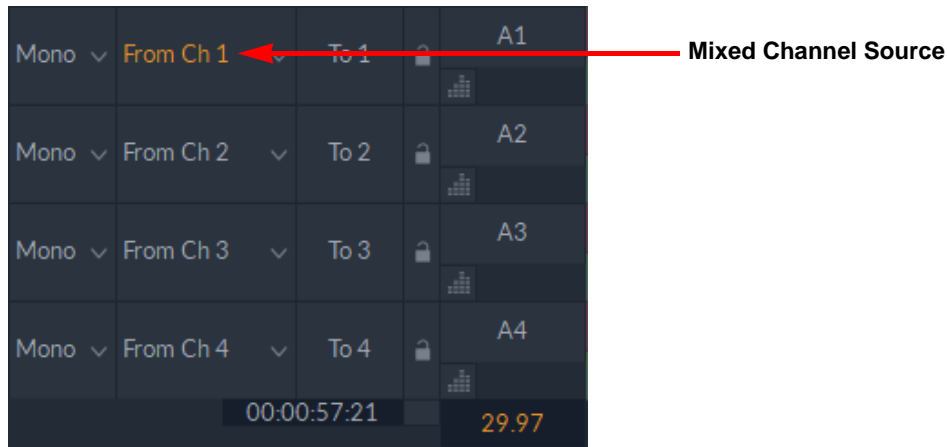 Mono From Ch 1 To 1 A1
Mixed Channel Source
Mono From Ch 2 To 2 A2
Mono From Ch 3 To 3 A3
Mono From Ch 4 To 4 A4
00:00:57:21 29.97